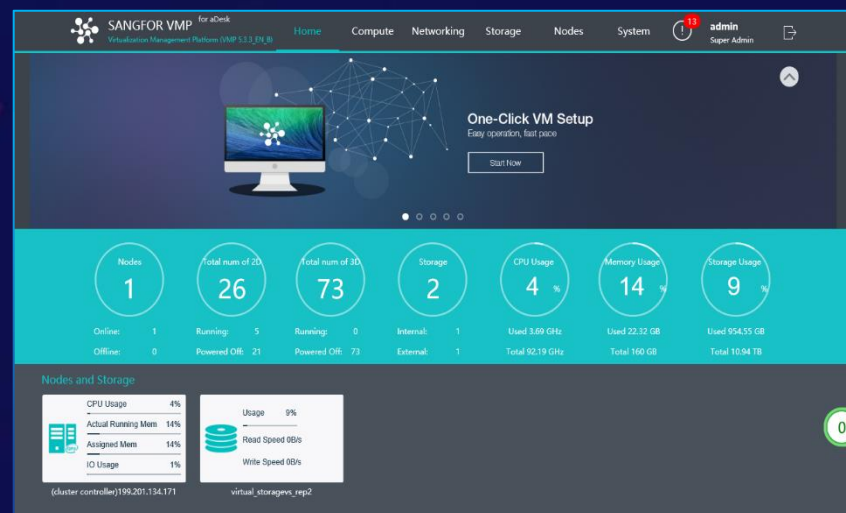 SANGFOR VMP for aDesk
Virtualization Management Platform (VMP 5.3.3_EN_B)
Home Compute Networking Storage Nodes System 13 admin
Super Admin
One-Click VM Setup
Easy operation, fast pace
Start Now
Nodes Total num of 2D Total num of 3D Storage CPU Usage Memory Usage Storage Usage
1 26 73 2 4 % 14 % 9 %
Online: 1 Running: 5 Running: 0 Internal: 1 Used 3.69 GHz Used 22.32 GB Used 954.55 GB
Offline: 0 Powered Off: 21 Powered Off: 73 External: 1 Total 92.19 GHz Total 160 GB Total 10.94 TB
Nodes and Storage
CPU Usage 4%
Actual Running Mem 14%
Assigned Mem 14%
IO Usage 1%
(cluster controller)199.201.134.171
Usage 9%
Read Speed 0B/s
Write Speed 0B/s
virtual_storagevs_rep2
0